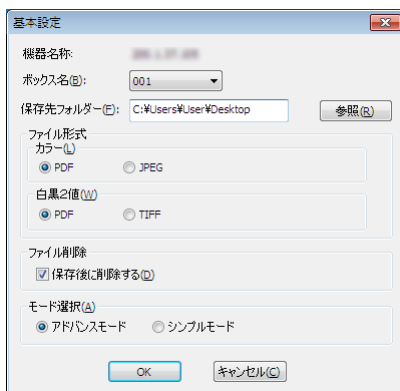 基本設定
機器名称:
ボックス名(B): 001
保存先フォルダー(F): C:¥Users¥User¥Desktop 参照(R)
ファイル形式
カラー(L)
PDF JPEG
白黒2値(W)
PDF TIFF
ファイル削除
保存後に削除する(D)
モード選択(A)
アドバンスモード シンプルモード
OK キャンセル(C)